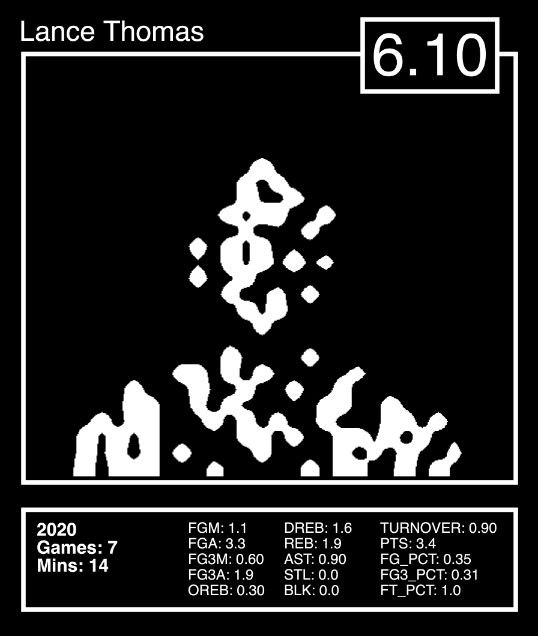 Lance Thomas
6.10
2020
Games: 7
Mins: 14
FGM: 1.1
FGA: 3.3
FG3M: 0.60
FG3A: 1.9
OREB: 0.30
DREB: 1.6
REB: 1.9
AST: 0.90
STL: 0.0
BLK: 0.0
TURNOVER: 0.90
PTS: 3.4
FG_PCT: 0.35
FG3_PCT: 0.31
FT_PCT: 1.0